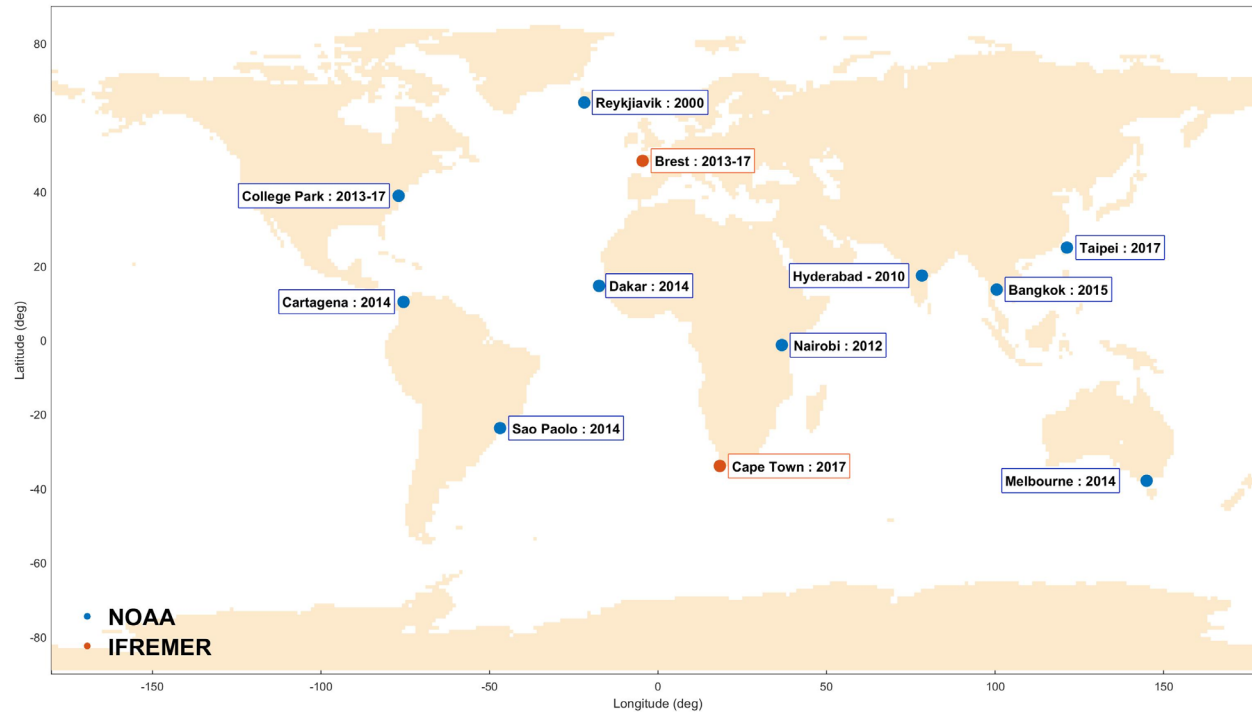 80
60
40
20
0
-20
-40
-60
-80
Latitude (deg)
Reykjiavik : 2000
Brest : 2013-17
College Park : 2013-17
Taipei : 2017
Hyderabad - 2010
Dakar : 2014
Bangkok : 2015
Cartagena : 2014
Nairobi : 2012
Sao Paolo : 2014
Cape Town : 2017
Melbourne : 2014
NOAA
IFREMER
-150 -100 -50 0 50 100 150
Longitude (deg)